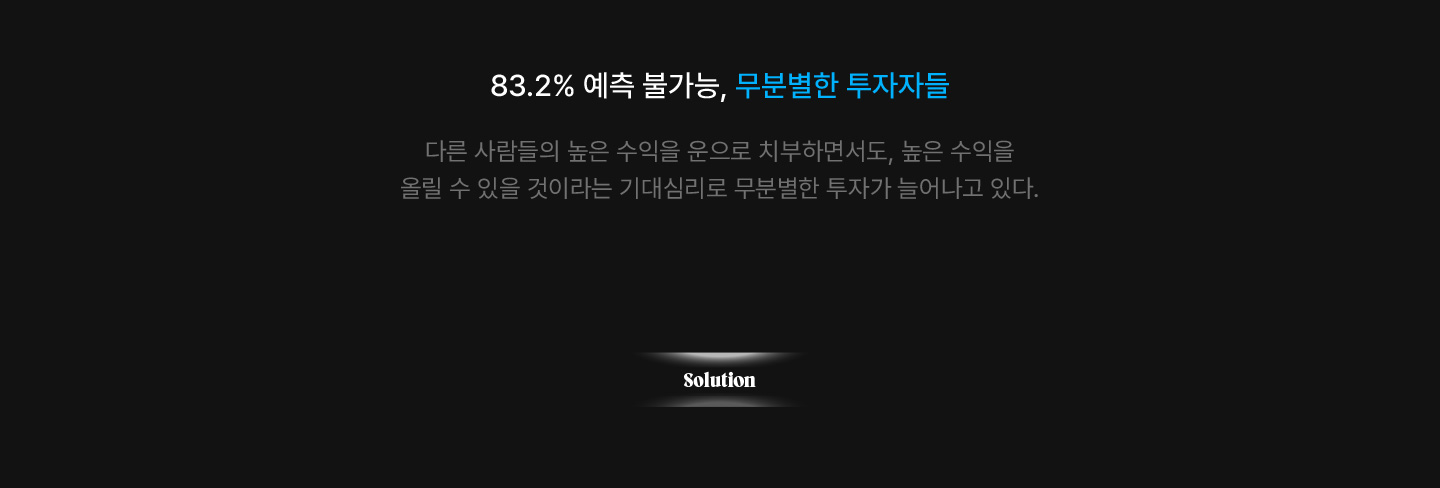 83.2% 예측 불가능, 무분별한 투자자들
다른 사람들의 높은 수익을 운으로 치부하면서도, 높은 수익을
올릴 수 있을 것이라는 기대심리로 무분별한 투자가 늘어나고 있다.
Solution